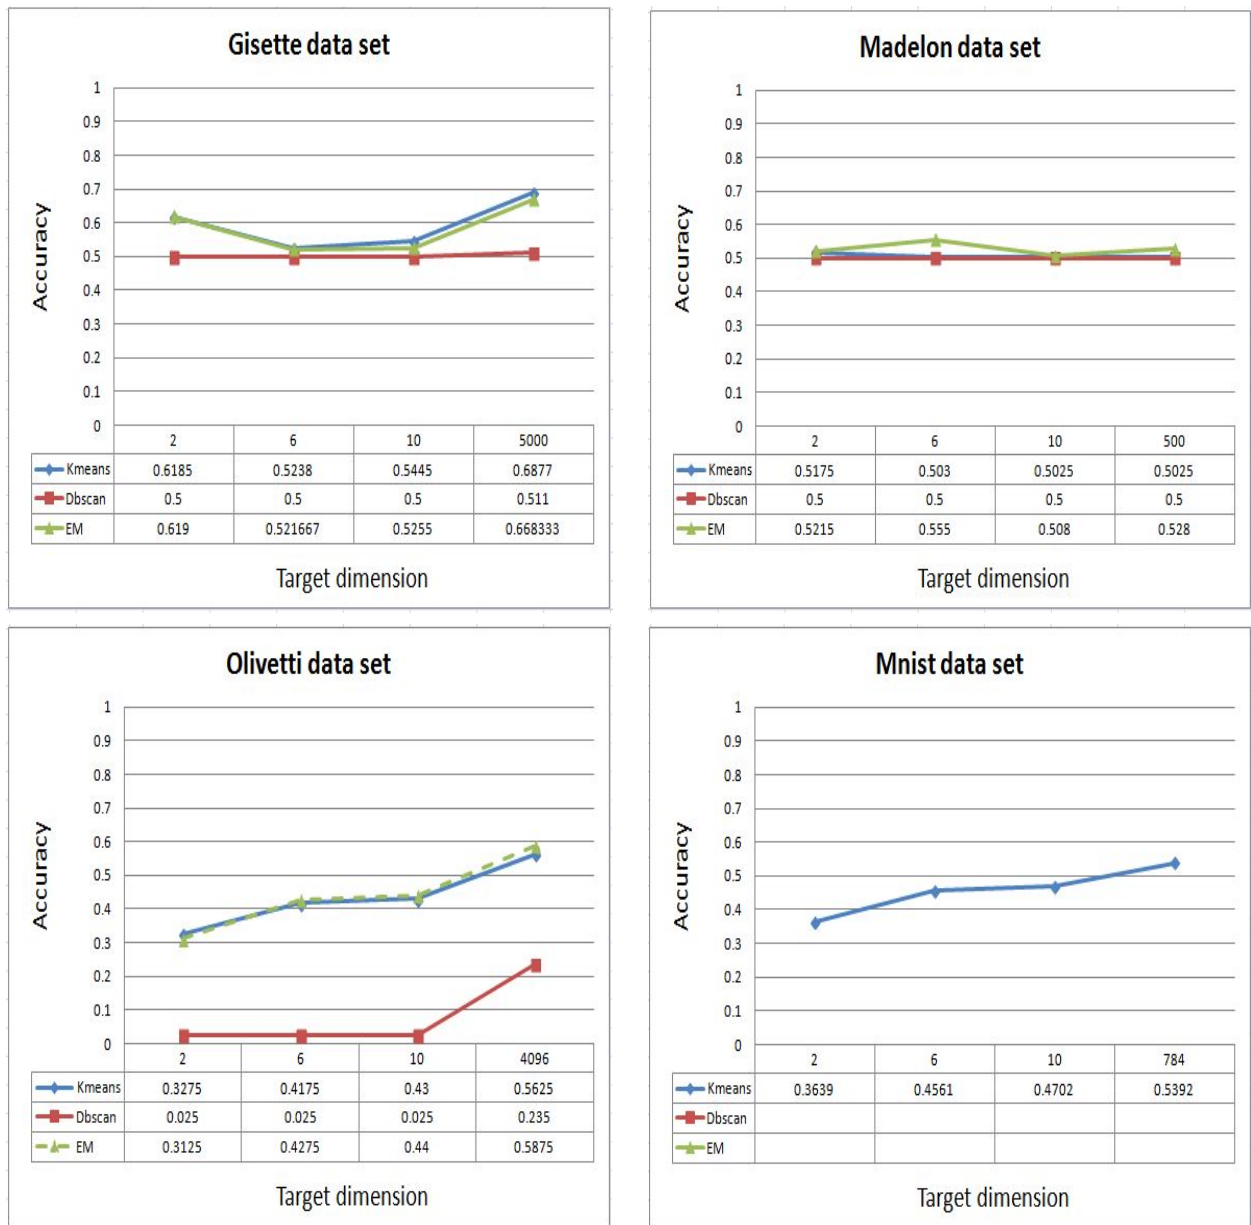 Gisette data set
1
0.9
0.8
0.7
0.6
0.5
0.4
0.3
0.2
0.1
0
Accuracy
2 6 10 5000
Kmeans 0.6185 0.5238 0.5445 0.6877
Dbscan 0.5 0.5 0.5 0.511
EM 0.619 0.521667 0.5255 0.668333
Target dimension
Madelon data set
1
0.9
0.8
0.7
0.6
0.5
0.4
0.3
0.2
0.1
0
Accuracy
2 6 10 500
Kmeans 0.5175 0.503 0.5025 0.5025
Dbscan 0.5 0.5 0.5 0.5
EM 0.5215 0.555 0.508 0.528
Target dimension
Olivetti data set
1
0.9
0.8
0.7
0.6
0.5
0.4
0.3
0.2
0.1
0
Accuracy
2 6 10 4096
Kmeans 0.3275 0.4175 0.43 0.5625
Dbscan 0.025 0.025 0.025 0.235
EM 0.3125 0.4275 0.44 0.5875
Target dimension
Mnist data set
1
0.9
0.8
0.7
0.6
0.5
0.4
0.3
0.2
0.1
0
Accuracy
2 6 10 784
Kmeans 0.3639 0.4561 0.4702 0.5392
Dbscan
EM
Target dimension